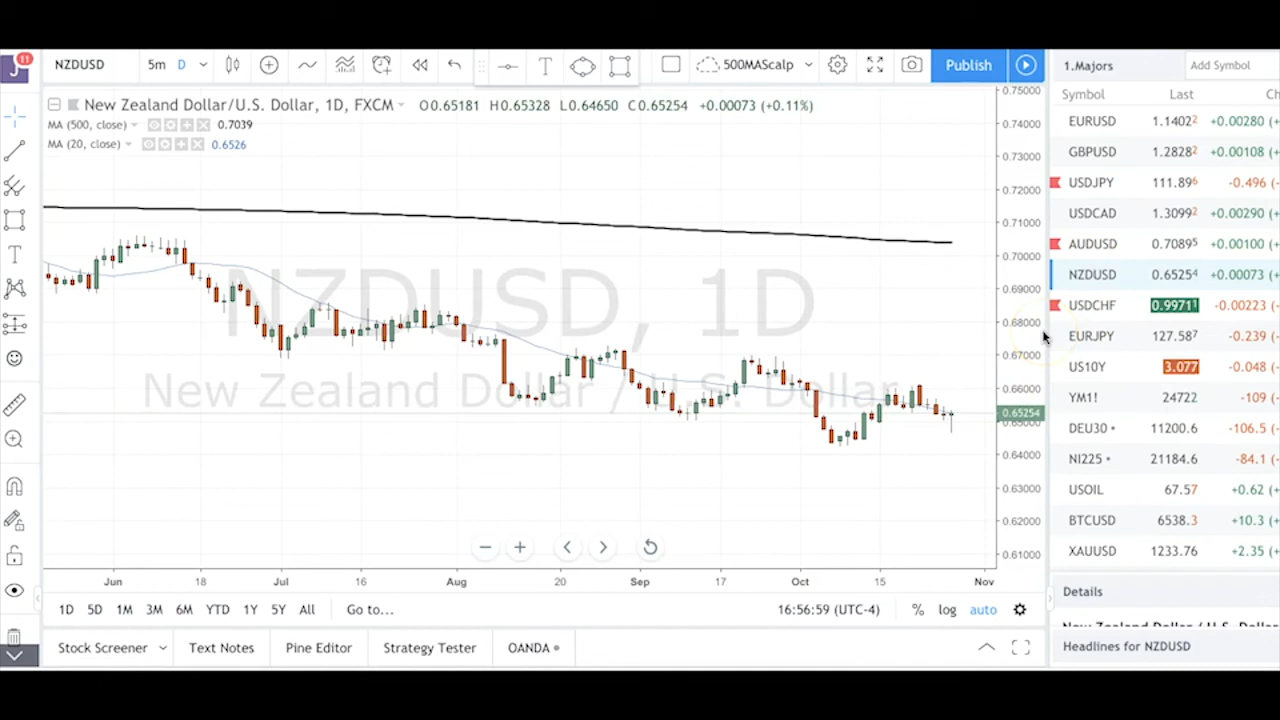 J 11 NZDUSD 5m D 500MAScalp Publish 1.Majors Add Symbol
New Zealand Dollar/U.S. Dollar, 1D, FXCM O0.65181 H0.65328 L0.64650 C0.65254 +0.00073 (+0.11%)
MA (500, close) 0.7039
MA (20, close) 0.6526
NZDUSD, 1D
New Zealand Dollar / U.S. Dollar
0.75000
0.74000
0.73000
0.72000
0.71000
0.70000
0.69000
0.68000
0.67000
0.66000
0.65254
0.65000
0.64000
0.63000
0.62000
0.61000
Jun 18 Jul 16 Aug 20 Sep 17 Oct 15 Nov
1D 5D 1M 3M 6M YTD 1Y 5Y All Go to... 16:56:59 (UTC-4) % log auto
Stock Screener Text Notes Pine Editor Strategy Tester OANDA
Symbol Last Ch
EURUSD 1.14022 +0.00280 (+
GBPUSD 1.28282 +0.00108 (+
USDJPY 111.896 -0.496 (-
USDCAD 1.30992 +0.00290 (+
AUDUSD 0.70895 +0.00100 (+
NZDUSD 0.65254 +0.00073 (+
USDCHF 0.99711 -0.00223 (-
EURJPY 127.587 -0.239 (-
US10Y 3.077 -0.048 (-
YM1! 24722 -109 (-
DEU30 11200.6 -106.5 (-
NI225 21184.6 -84.1 (-
USOIL 67.57 +0.62 (+
BTCUSD 6538.3 +10.3 (+
XAUUSD 1233.76 +2.35 (+
Details
New Zealand Dollar / U.S. Dollar
Headlines for NZDUSD